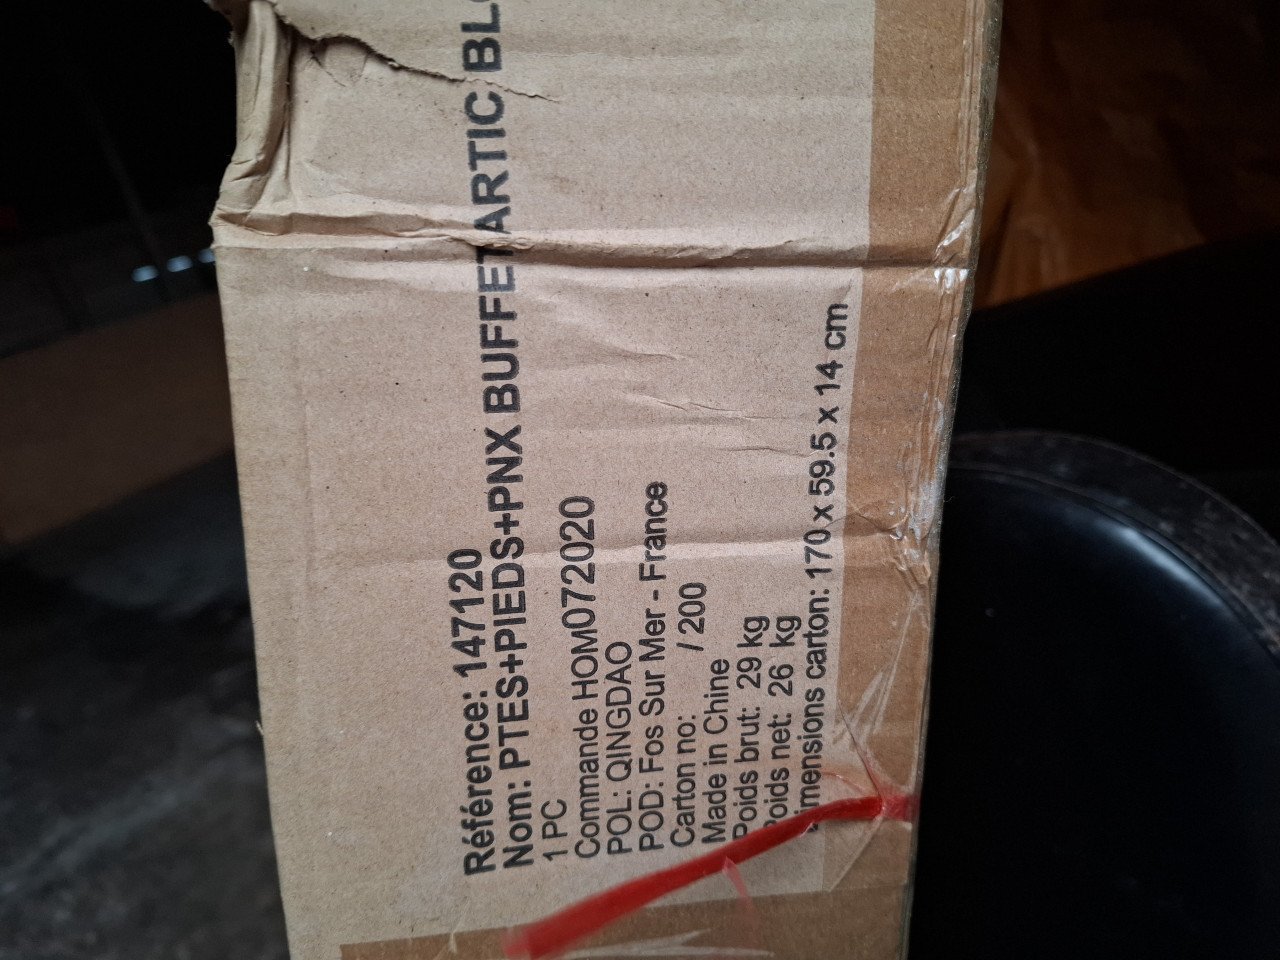 Référence: 147120
Nom: PTES+PIEDS+PNX BUFFET ARTIC BL
1 PC
Commande HOM072020
POL: QINGDAO
POD: Fos Sur Mer - France
Carton no: / 200
Made in Chine
Poids brut: 29 kg
Poids net: 26 kg
Dimensions carton: 170 x 59.5 x 14 cm